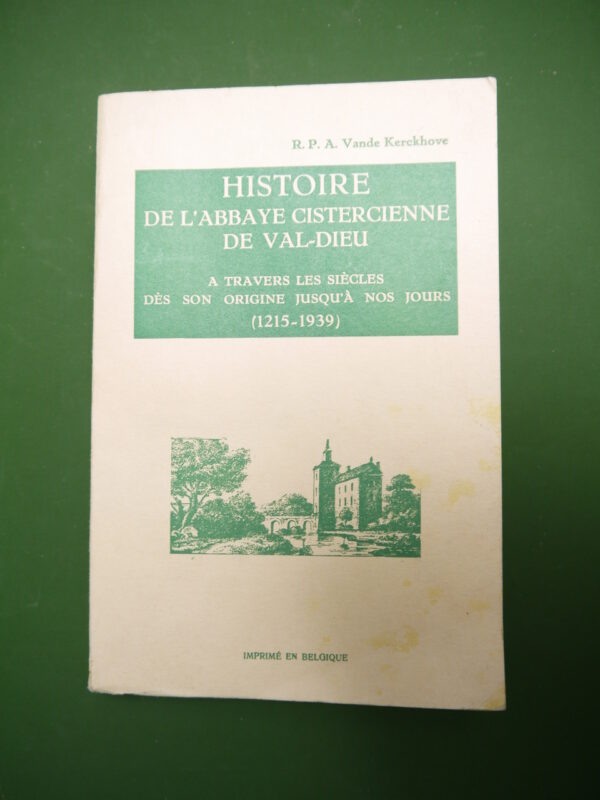 R. P. A. Vande Kerckhove
HISTOIRE
DE L'ABBAYE CISTERCIENNE
DE VAL-DIEU
A TRAVERS LES SIÈCLES
DÈS SON ORIGINE JUSQU'À NOS JOURS
(1215-1939)
IMPRIMÉ EN BELGIQUE